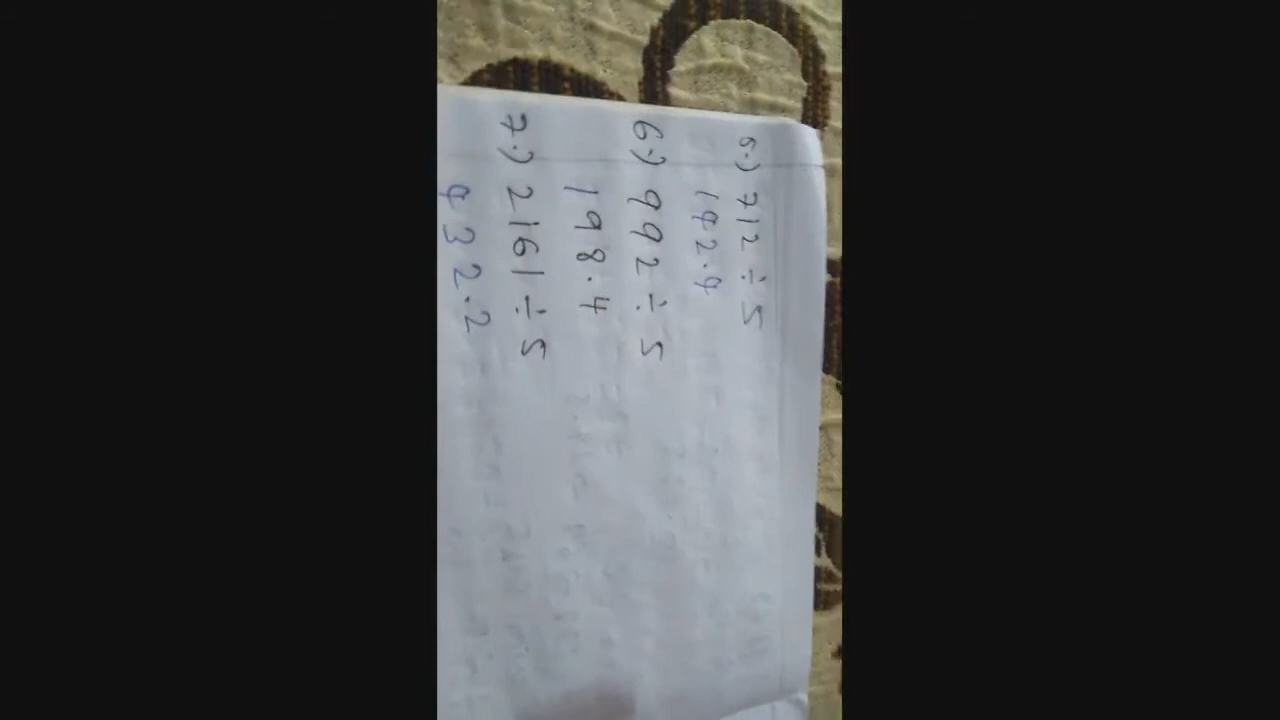 5.) 712 ÷ 5
142.4
6.) 992 ÷ 5
198.4
7.) 2161 ÷ 5
432.2